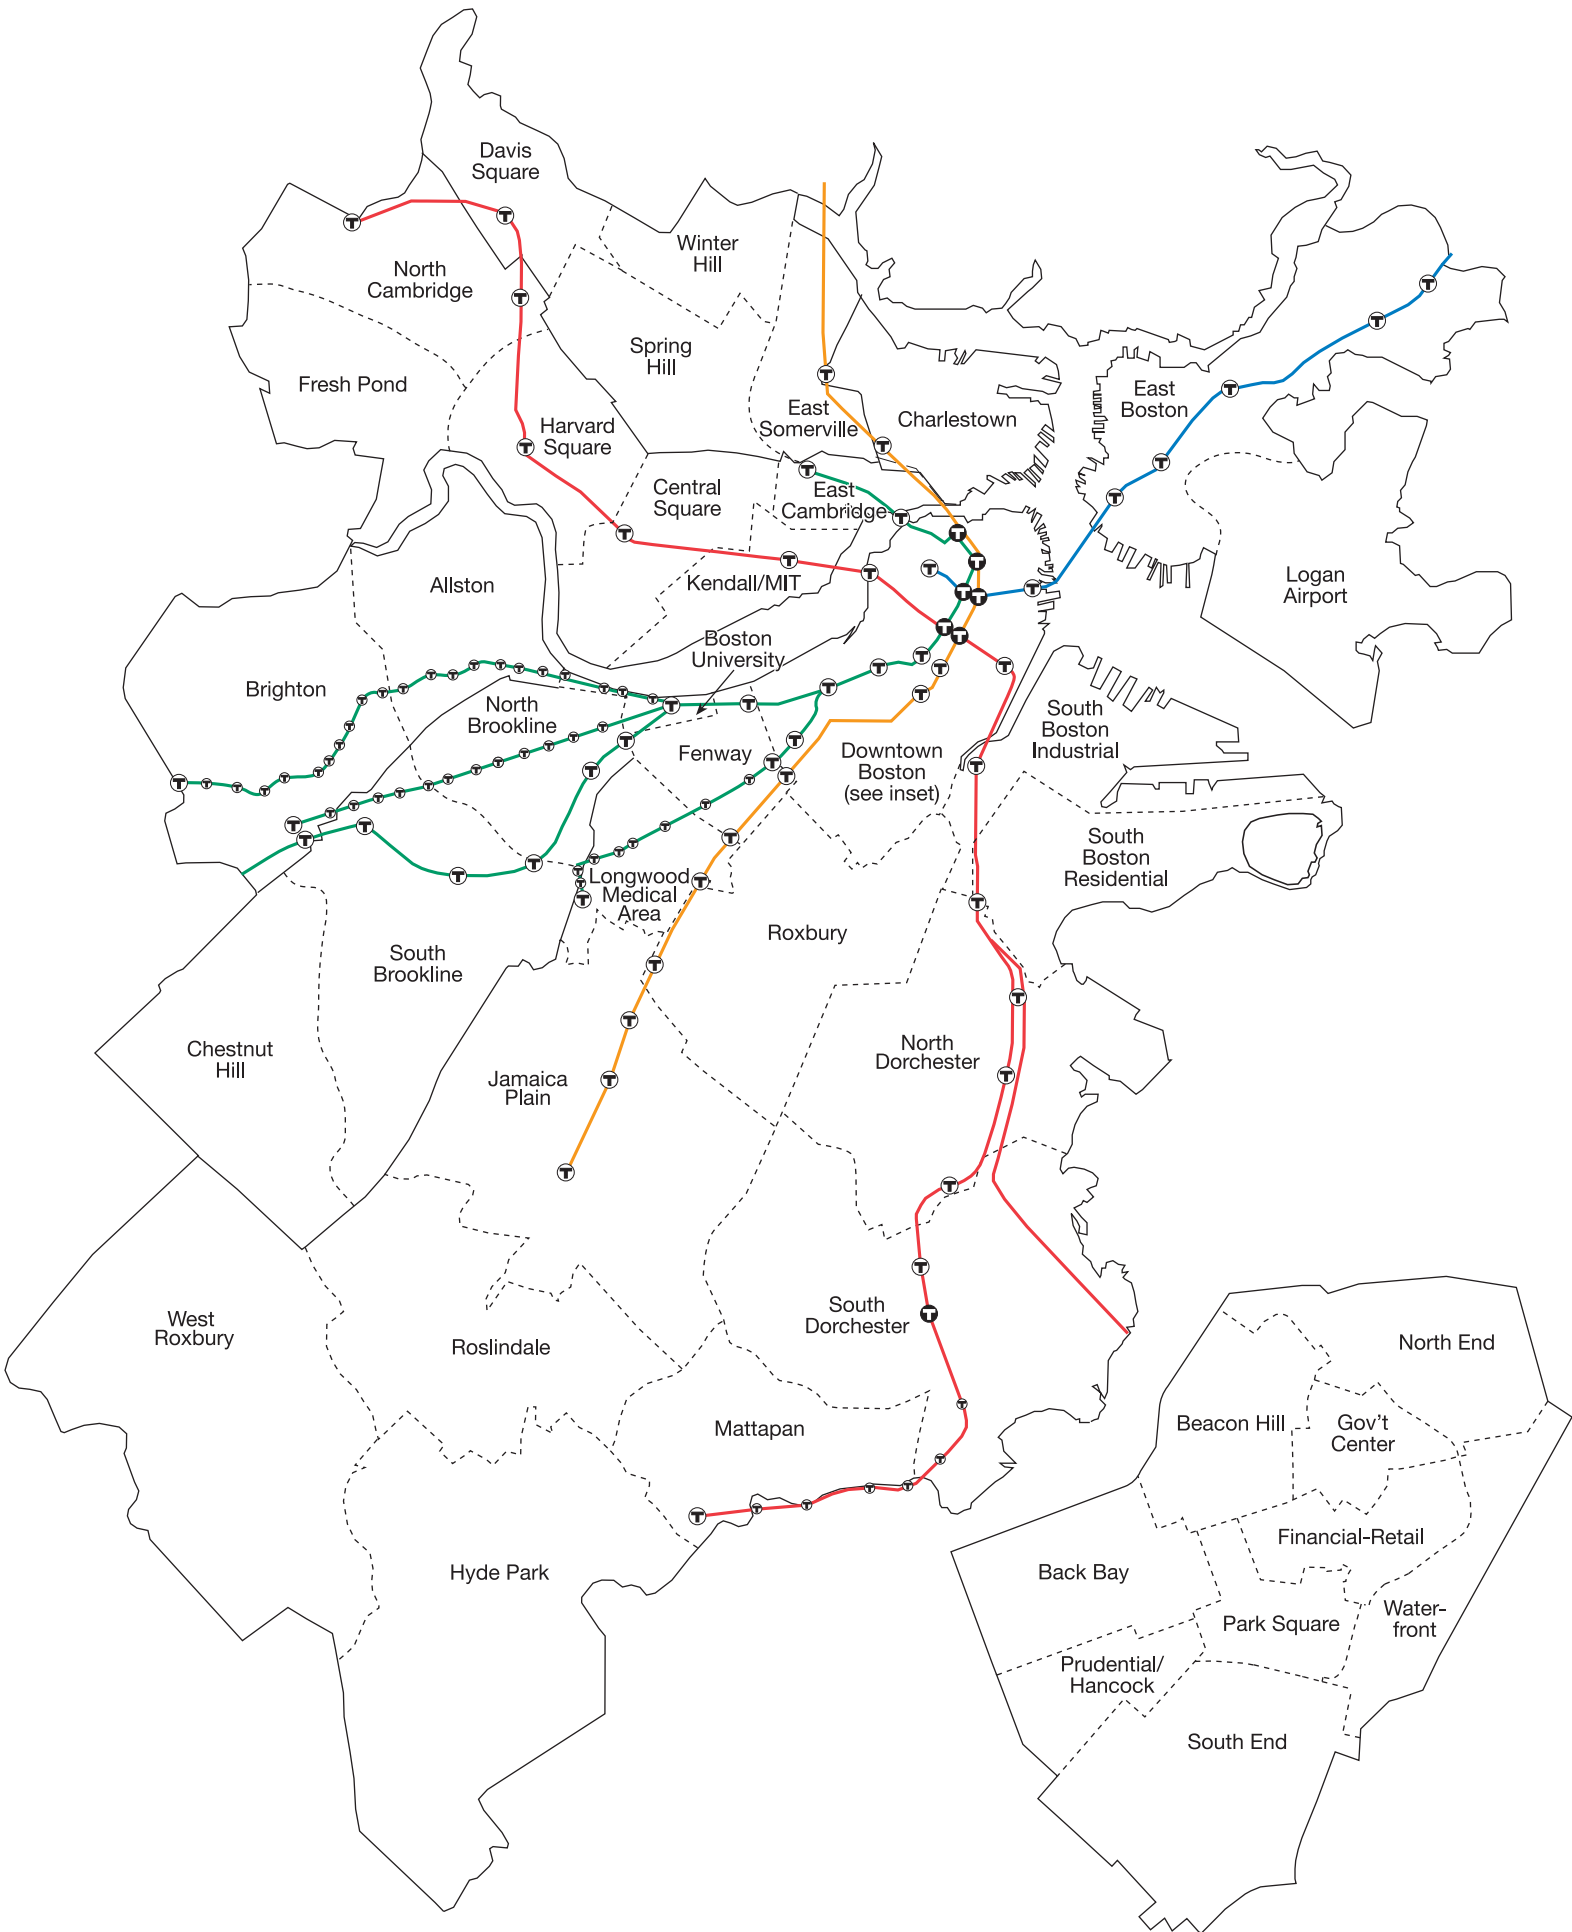 Davis
Square
Winter
Hill
North
Cambridge
Spring
Hill
Fresh Pond
East
Boston
East
Somerville
Charlestown
Harvard
Square
Central
Square
East
Cambridge
Allston
Kendall/MIT
Logan
Airport
Boston
University
Brighton
North
Brookline
Fenway
Downtown
Boston
(see inset)
South
Boston
Industrial
South
Boston
Residential
Longwood
Medical
Area
Roxbury
South
Brookline
Chestnut
Hill
North
Dorchester
Jamaica
Plain
West
Roxbury
Roslindale
South
Dorchester
Mattapan
Hyde Park
North End
Beacon Hill
Gov't
Center
Financial-Retail
Back Bay
Park Square
Water-
front
Prudential/
Hancock
South End